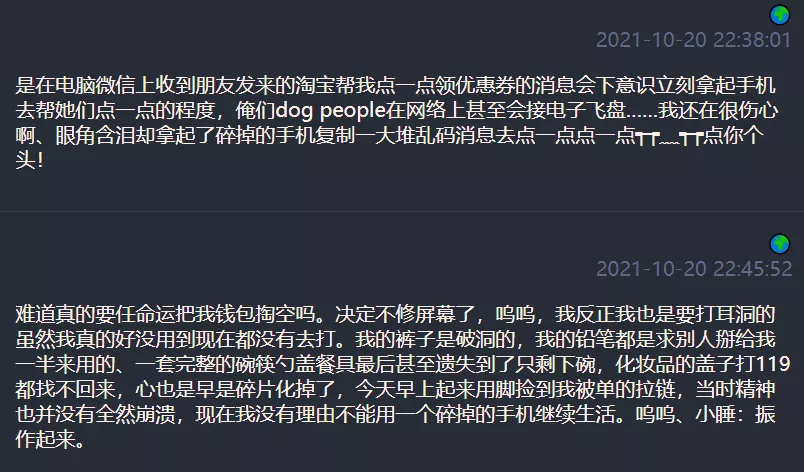 2021-10-20 22:38:01
是在电脑微信上收到朋友发来的淘宝帮我点一点领优惠券的消息会下意识立刻拿起手机
去帮她们点一点的程度，俺们dog people在网络上甚至会接电子飞盘......我还在很伤心
啊、眼角含泪却拿起了碎掉的手机复制一大堆乱码消息去点一点点一点┭┮﹏┭┮点你个
头！
2021-10-20 22:45:52
难道真的要任命运把我钱包掏空吗。决定不修屏幕了，呜呜，我反正我也是要打耳洞的
虽然我真的好没用到现在都没有去打。我的裤子是破洞的，我的铅笔都是求别人掰给我
一半来用的、一套完整的碗筷勺盖餐具最后甚至遗失到了只剩下碗，化妆品的盖子打119
都找不回来，心也是早是碎片化掉了，今天早上起来用脚捡到我被单的拉链，当时精神
也并没有全然崩溃，现在我没有理由不能用一个碎掉的手机继续生活。呜呜、小睡：振
作起来。